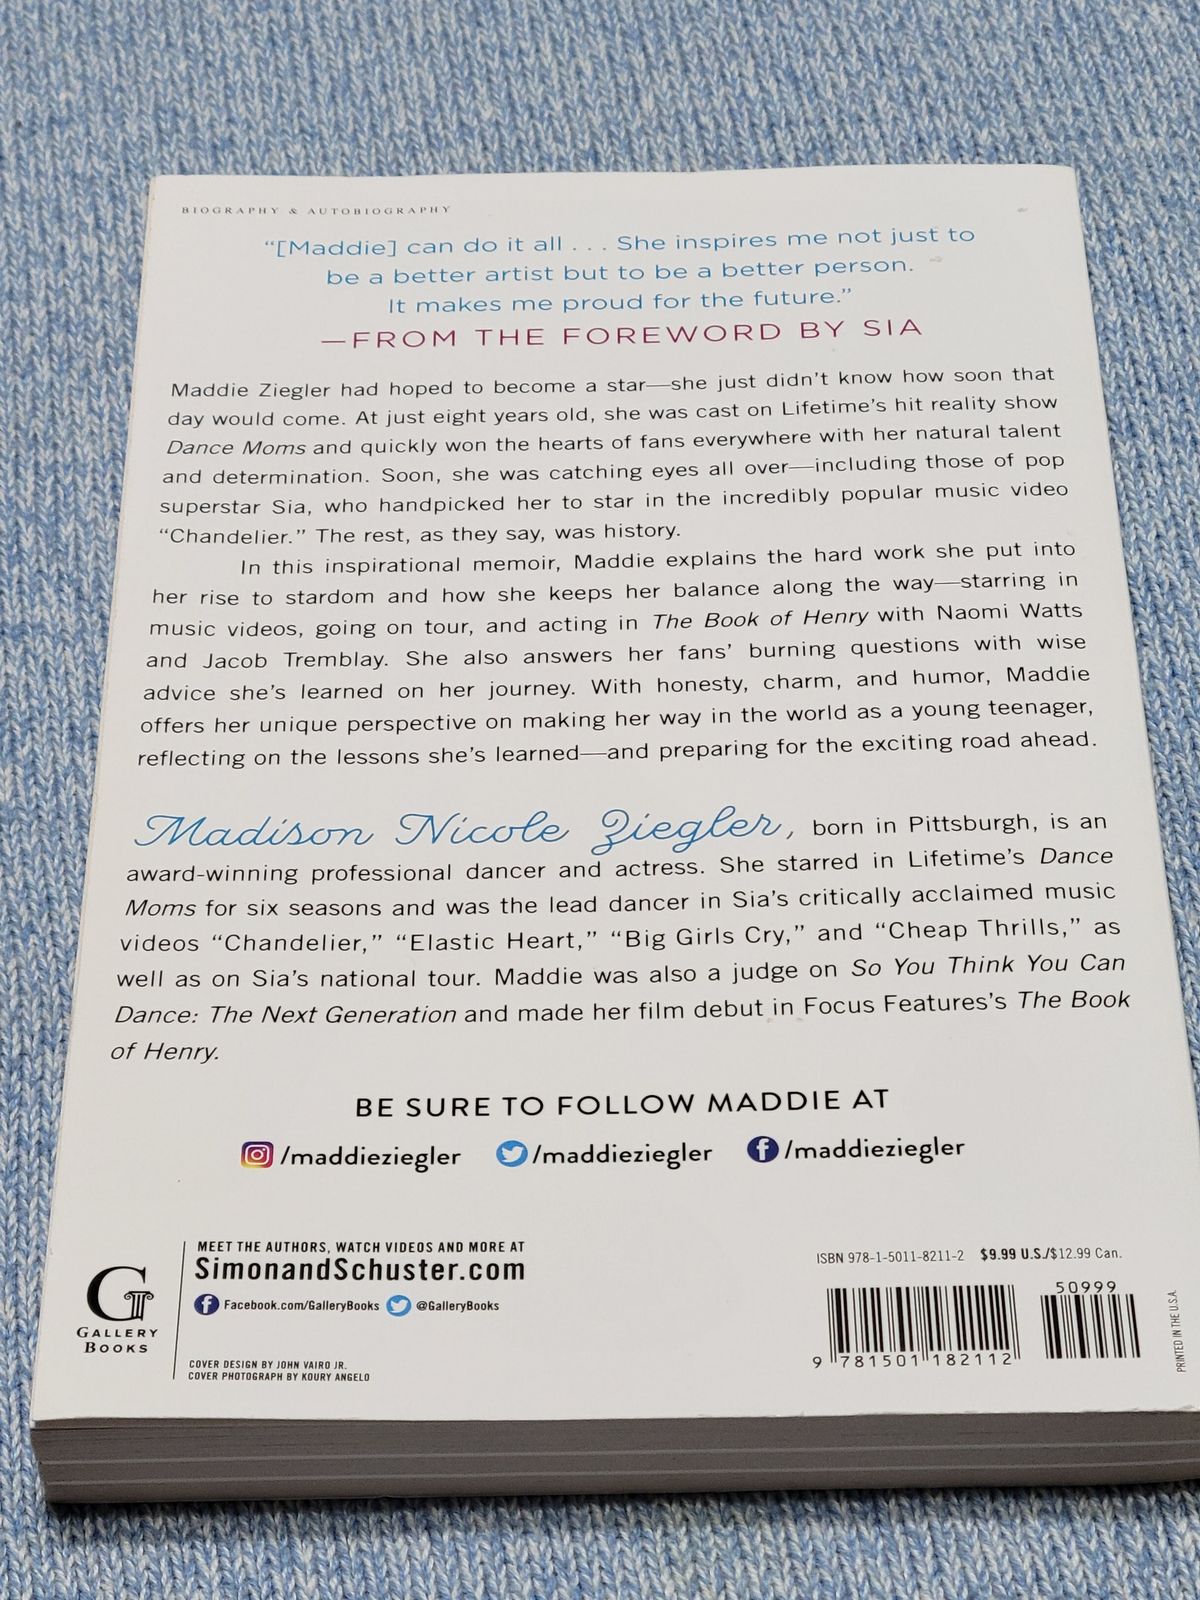 BIOGRAPHY & AUTOBIOGRAPHY
“[Maddie] can do it all . . . She inspires me not just to
be a better artist but to be a better person.
It makes me proud for the future.”
—FROM THE FOREWORD BY SIA
Maddie Ziegler had hoped to become a star—she just didn’t know how soon that
day would come. At just eight years old, she was cast on Lifetime’s hit reality show
Dance Moms and quickly won the hearts of fans everywhere with her natural talent
and determination. Soon, she was catching eyes all over—including those of pop
superstar Sia, who handpicked her to star in the incredibly popular music video
“Chandelier.” The rest, as they say, was history.
In this inspirational memoir, Maddie explains the hard work she put into
her rise to stardom and how she keeps her balance along the way—starring in
music videos, going on tour, and acting in The Book of Henry with Naomi Watts
and Jacob Tremblay. She also answers her fans’ burning questions with wise
advice she’s learned on her journey. With honesty, charm, and humor, Maddie
offers her unique perspective on making her way in the world as a young teenager,
reflecting on the lessons she’s learned—and preparing for the exciting road ahead.
Madison Nicole Ziegler, born in Pittsburgh, is an
award-winning professional dancer and actress. She starred in Lifetime’s Dance
Moms for six seasons and was the lead dancer in Sia’s critically acclaimed music
videos “Chandelier,” “Elastic Heart,” “Big Girls Cry,” and “Cheap Thrills,” as
well as on Sia’s national tour. Maddie was also a judge on So You Think You Can
Dance: The Next Generation and made her film debut in Focus Features’s The Book
of Henry.
BE SURE TO FOLLOW MADDIE AT
/maddieziegler /maddieziegler /maddieziegler
G
GALLERY
BOOKS
MEET THE AUTHORS, WATCH VIDEOS AND MORE AT
SimonandSchuster.com
Facebook.com/GalleryBooks @GalleryBooks
COVER DESIGN BY JOHN VAIRO JR.
COVER PHOTOGRAPH BY KOURY ANGELO
ISBN 978-1-5011-8211-2 $9.99 U.S./$12.99 Can.
50999
9 781501 182112
PRINTED IN THE U.S.A.